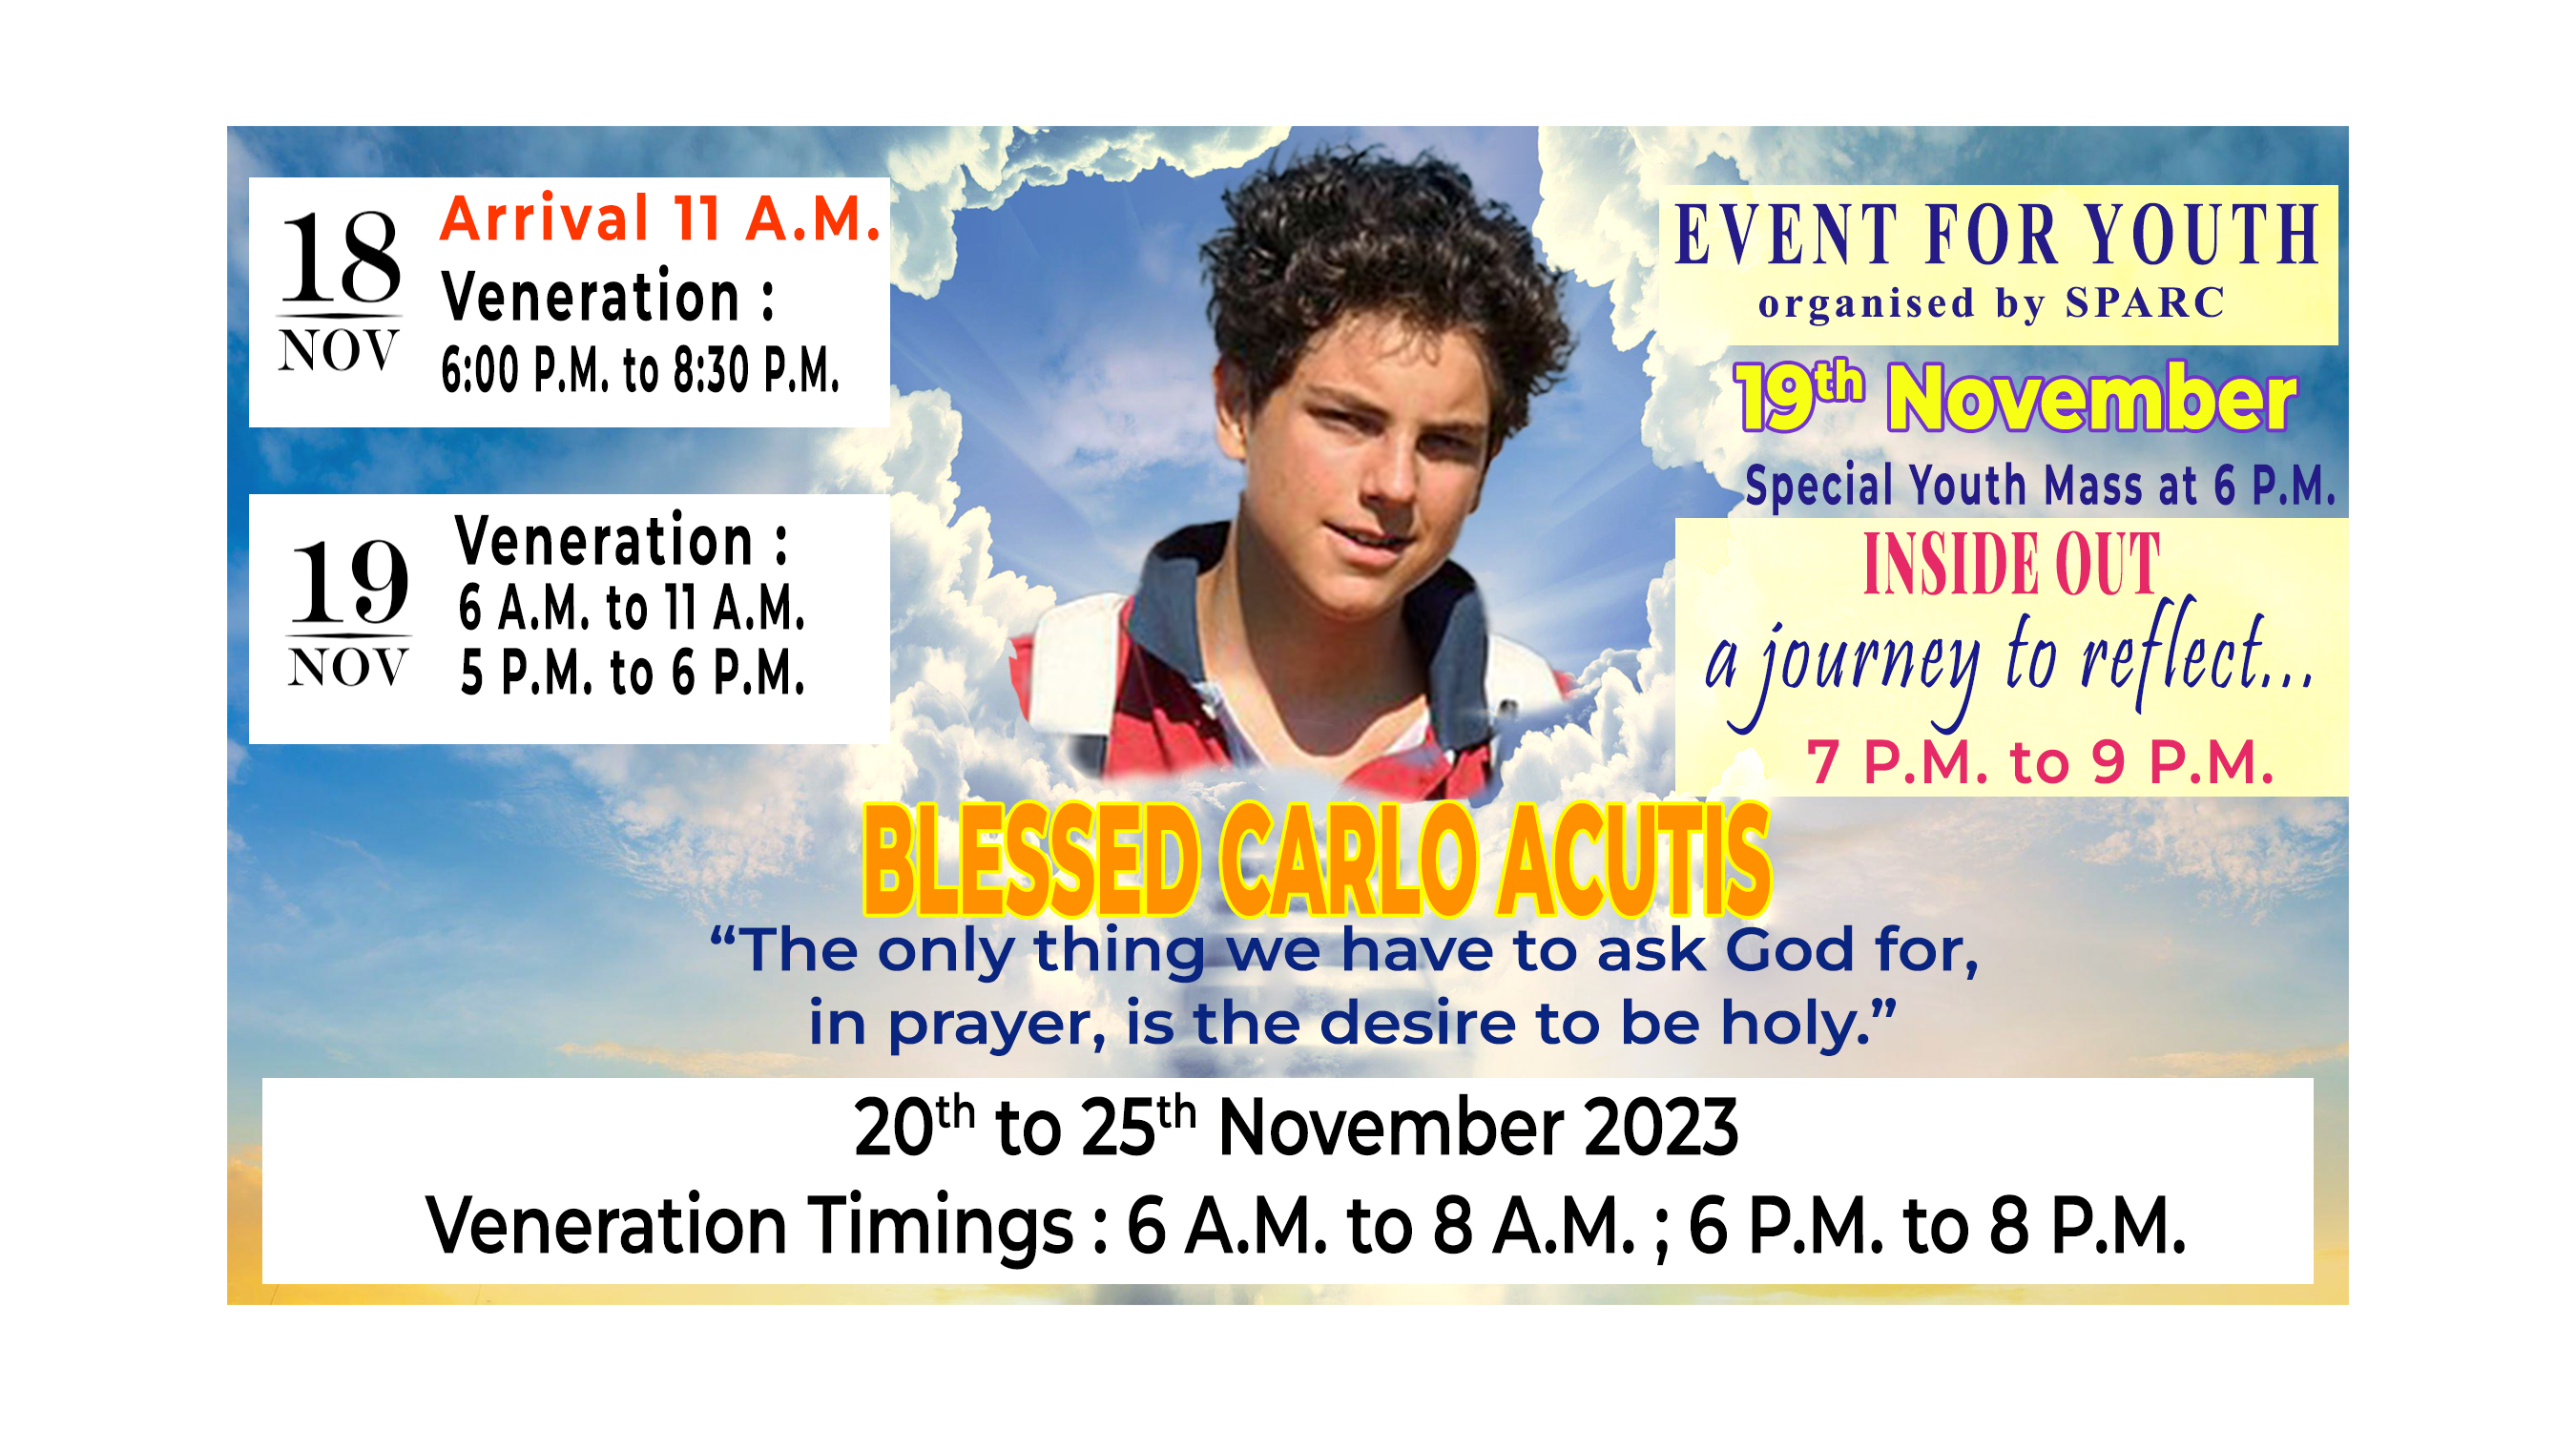 18
NOV
Arrival 11 A.M.
Veneration :
6:00 P.M. to 8:30 P.M.
19
NOV
Veneration :
6 A.M. to 11 A.M.
5 P.M. to 6 P.M.
EVENT FOR YOUTH
organised by SPARC
19th November
Special Youth Mass at 6 P.M.
INSIDE OUT
a journey to reflect...
7 P.M. to 9 P.M.
BLESSED CARLO ACUTIS
“The only thing we have to ask God for,
in prayer, is the desire to be holy.”
20th to 25th November 2023
Veneration Timings : 6 A.M. to 8 A.M. ; 6 P.M. to 8 P.M.